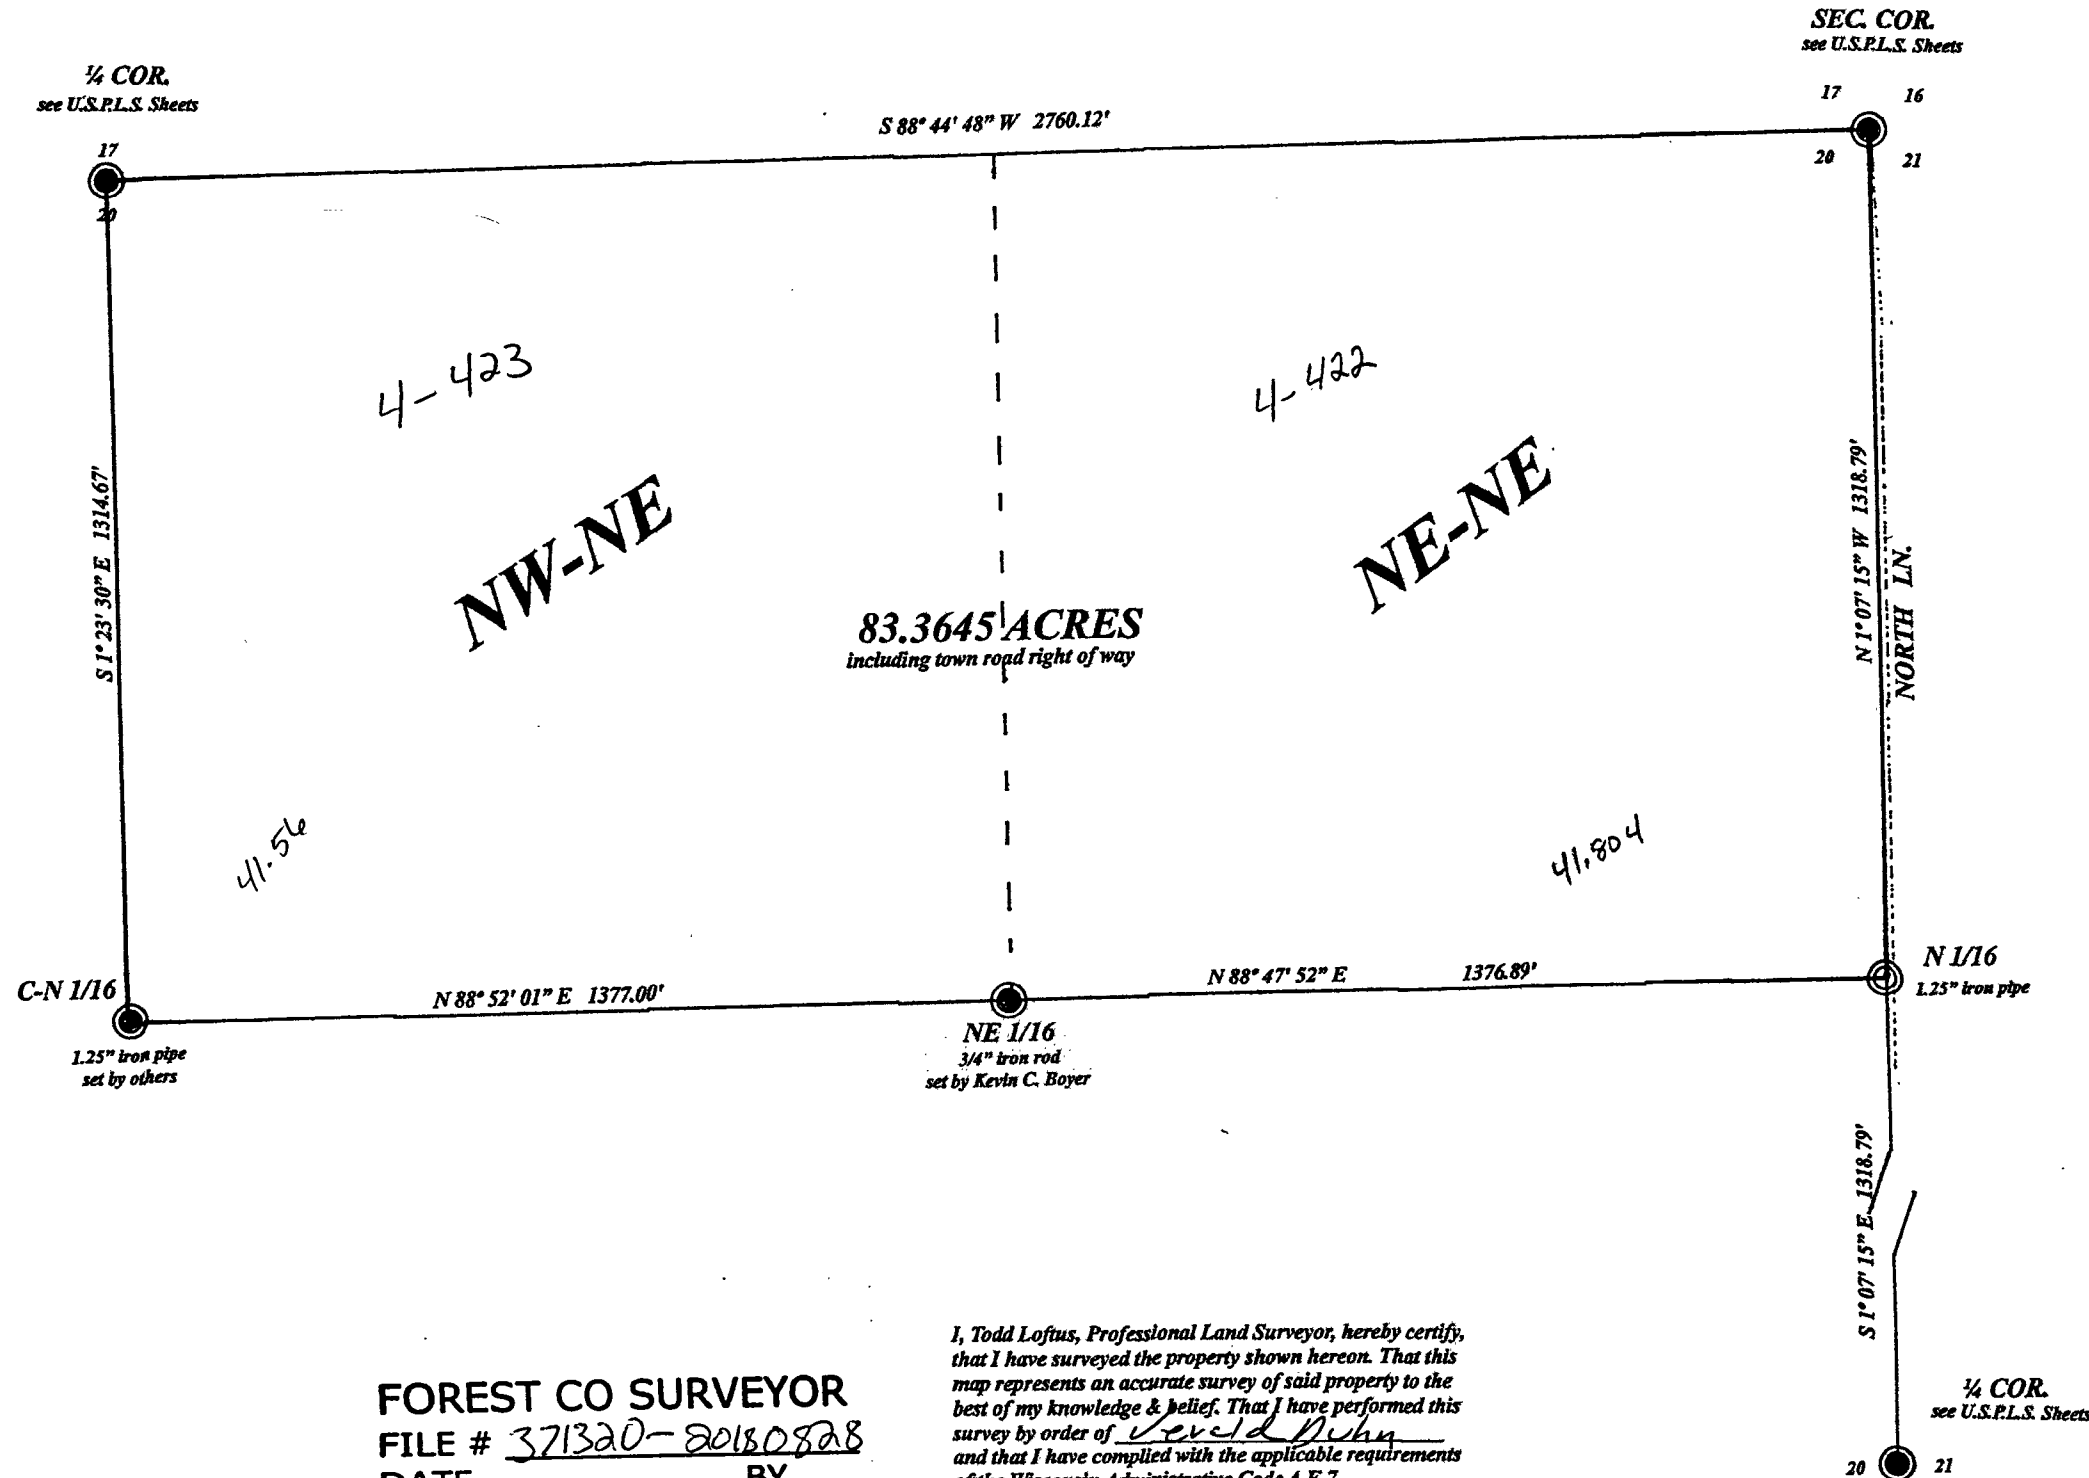 SEC. COR.
see U.S.P.L.S. Sheets
¼ COR.
see U.S.P.L.S. Sheets
17 16
S 88° 44' 48" W 2760.12'
17
20 21
20
4-423
4-422
S 1° 23' 30" E 1314.67'
N 1° 07' 15" W 1318.79'
NW-NE
NE-NE
NORTH LN.
83.3645 ACRES
including town road right of way
41.56
41.804
N 1/16
1.25" iron pipe
C-N 1/16
N 88° 52' 01" E 1377.00'
N 88° 47' 52" E 1376.89'
1.25" iron pipe
set by others
NE 1/16
3/4" iron rod
set by Kevin C. Boyer
S 1° 07' 15" E 1318.79'
I, Todd Loftus, Professional Land Surveyor, hereby certify,
that I have surveyed the property shown hereon. That this
map represents an accurate survey of said property to the
best of my knowledge & belief. That I have performed this
survey by order of
and that I have complied with the applicable requirements
of the Wisconsin Administrative Code A-E 7.
FOREST CO SURVEYOR
FILE # 371320-20180828
DATE BY
¼ COR.
see U.S.P.L.S. Sheets
20 21